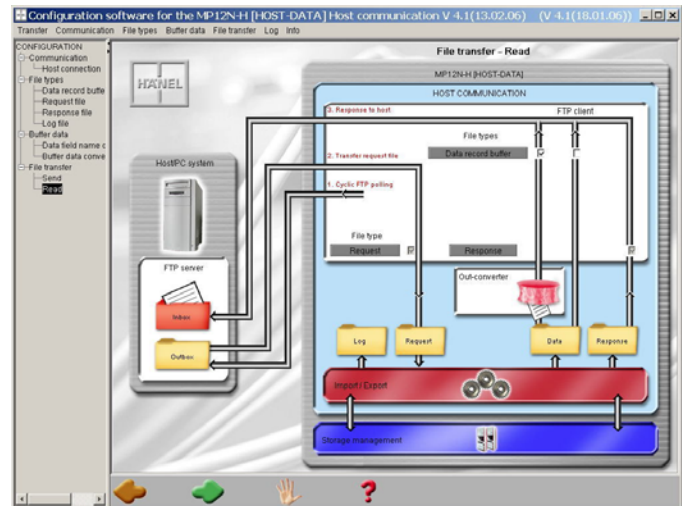 Configuration software for the MP12N-H [HOST-DATA] Host communication V 4.1(13.02.06) (V 4.1(18.01.06))
Transfer Communication File types Buffer data File transfer Log Info
CONFIGURATION
Communication
Host connection
File types
Data record buffe
Request file
Response file
Log file
Buffer data
Data field name c
Buffer data conve
File transfer
Send
Read
File transfer - Read
HÄNEL
MP12N-H [HOST-DATA]
HOST COMMUNICATION
3. Response to host
FTP client
File types
2. Transfer request file
Data record buffer
Host/PC system
1. Cyclic FTP polling
File type
Request
Response
FTP server
Out-converter
Inbox
Outbox
Log
Request
Data
Response
Import / Export
Storage management
?